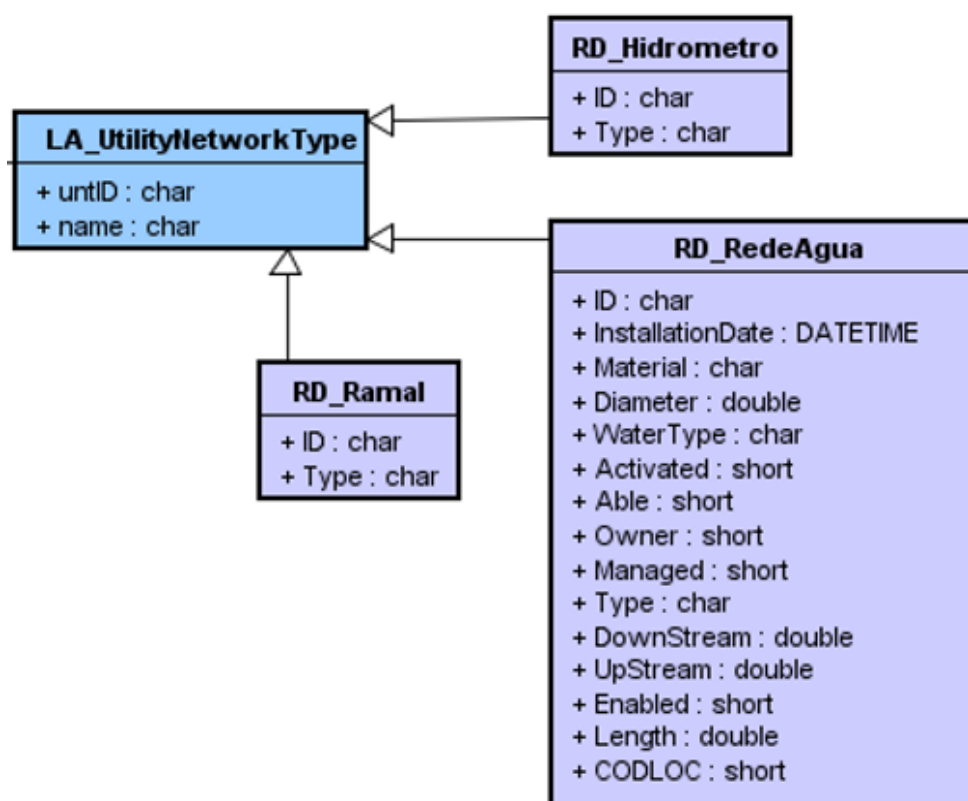 RD_Hidrometro
+ ID : char
+ Type : char
LA_UtilityNetworkType
+ untID : char
+ name : char
RD_RedeAgua
+ ID : char
+ InstallationDate : DATETIME
+ Material : char
+ Diameter : double
+ WaterType : char
+ Activated : short
+ Able : short
+ Owner : short
+ Managed : short
+ Type : char
+ DownStream : double
+ UpStream : double
+ Enabled : short
+ Length : double
+ CODLOC : short
RD_Ramal
+ ID : char
+ Type : char